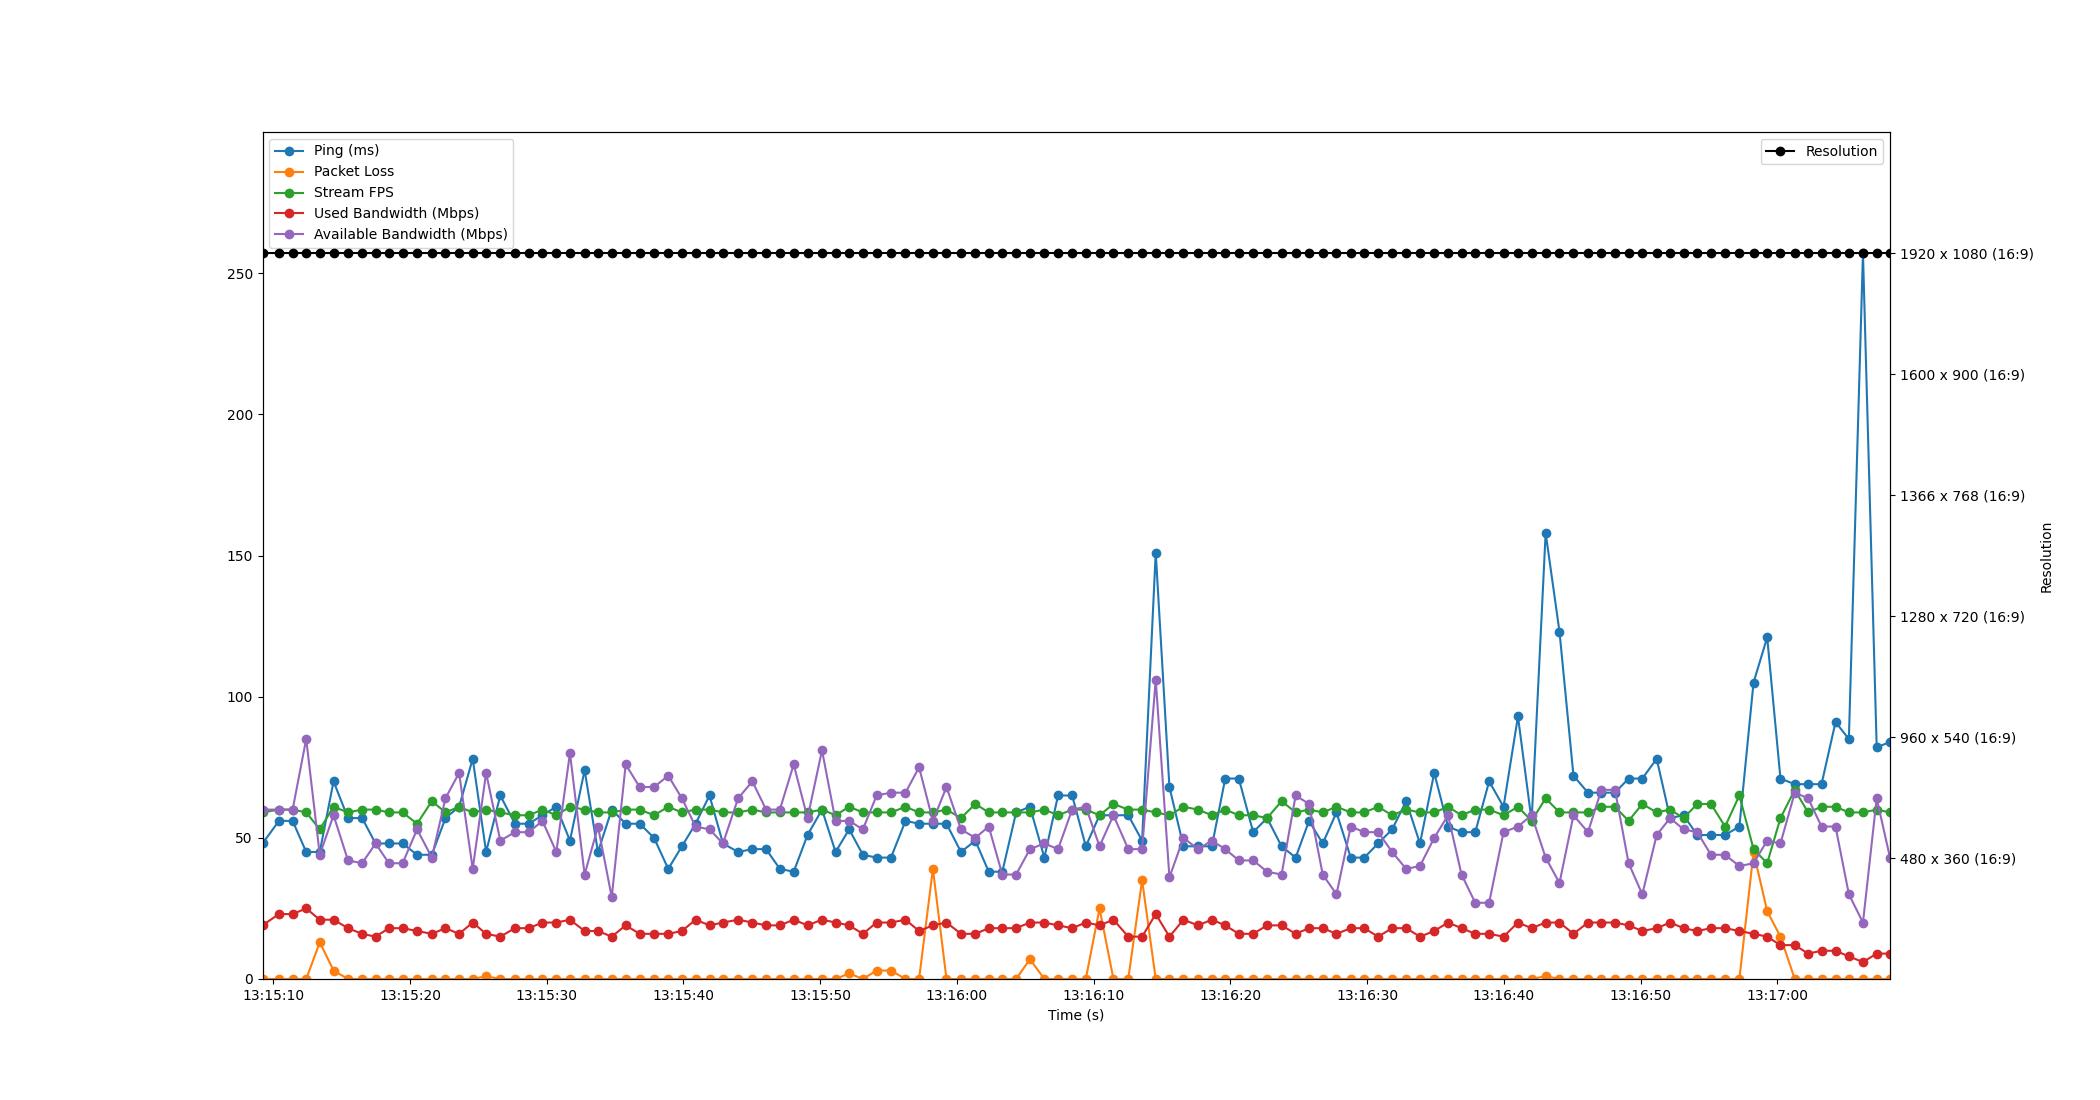 Ping (ms)
Packet Loss
Stream FPS
Used Bandwidth (Mbps)
Available Bandwidth (Mbps)
Resolution
250
200
150
100
50
0
1920 x 1080 (16:9)
1600 x 900 (16:9)
1366 x 768 (16:9)
1280 x 720 (16:9)
960 x 540 (16:9)
480 x 360 (16:9)
Resolution
13:15:10 13:15:20 13:15:30 13:15:40 13:15:50 13:16:00 13:16:10 13:16:20 13:16:30 13:16:40 13:16:50 13:17:00
Time (s)